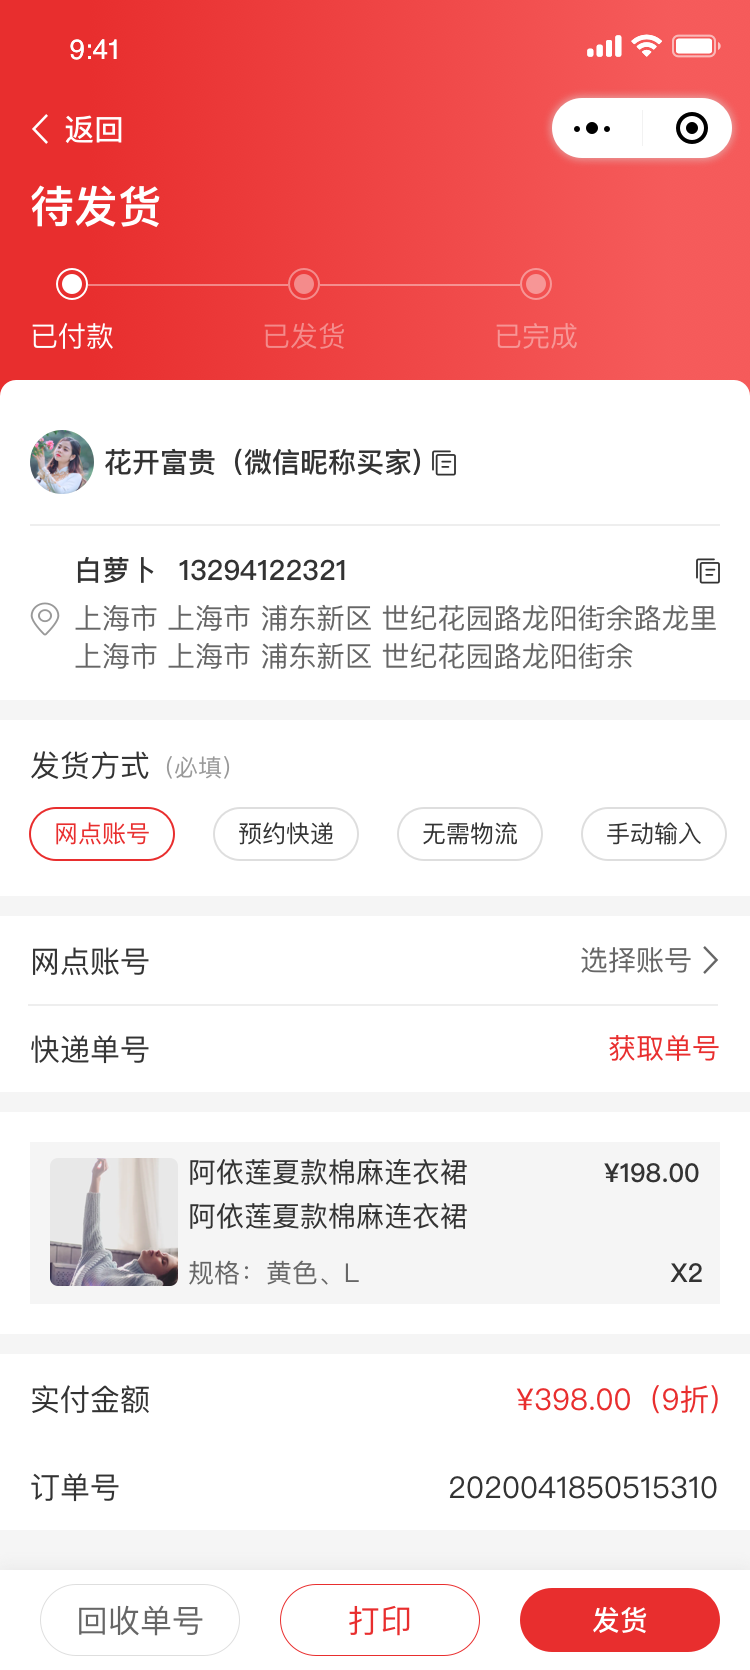 9:41
返回
待发货
已付款 已发货 已完成
花开富贵（微信昵称买家)
白萝卜 13294122321
上海市 上海市 浦东新区 世纪花园路龙阳街余路龙里
上海市 上海市 浦东新区 世纪花园路龙阳街余
发货方式（必填）
网点账号 预约快递 无需物流 手动输入
网点账号 选择账号
快递单号 获取单号
阿依莲夏款棉麻连衣裙 ¥198.00
阿依莲夏款棉麻连衣裙
规格：黄色、L X2
实付金额 ¥398.00（9折）
订单号 2020041850515310
回收单号 打印 发货